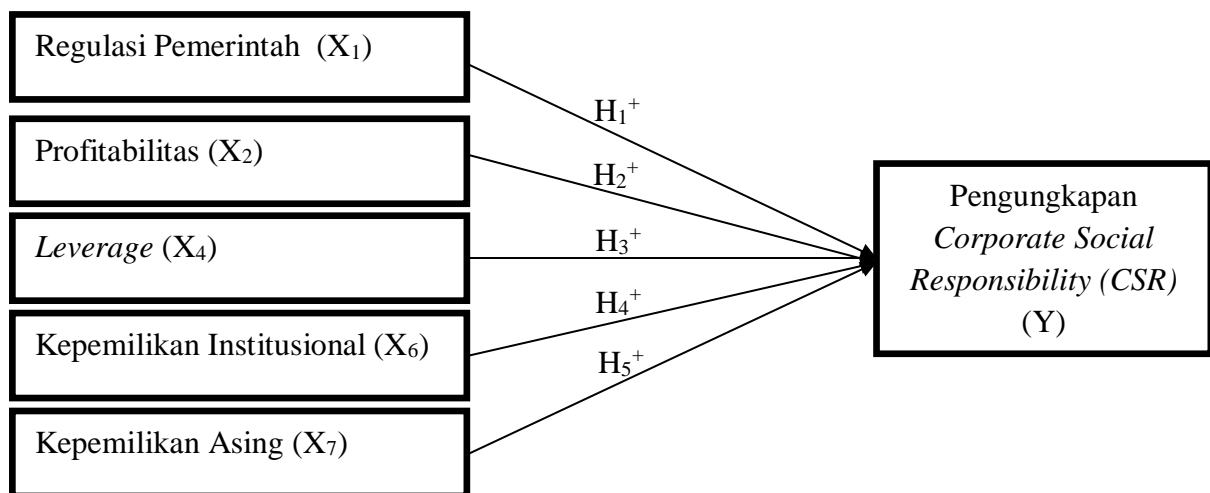 Regulasi Pemerintah (X₁)
H₁⁺
Profitabilitas (X₂)
H₂⁺
Leverage (X₄)
H₃⁺
Kepemilikan Institusional (X₆)
H₄⁺
Kepemilikan Asing (X₇)
H₅⁺
Pengungkapan
Corporate Social
Responsibility (CSR)
(Y)